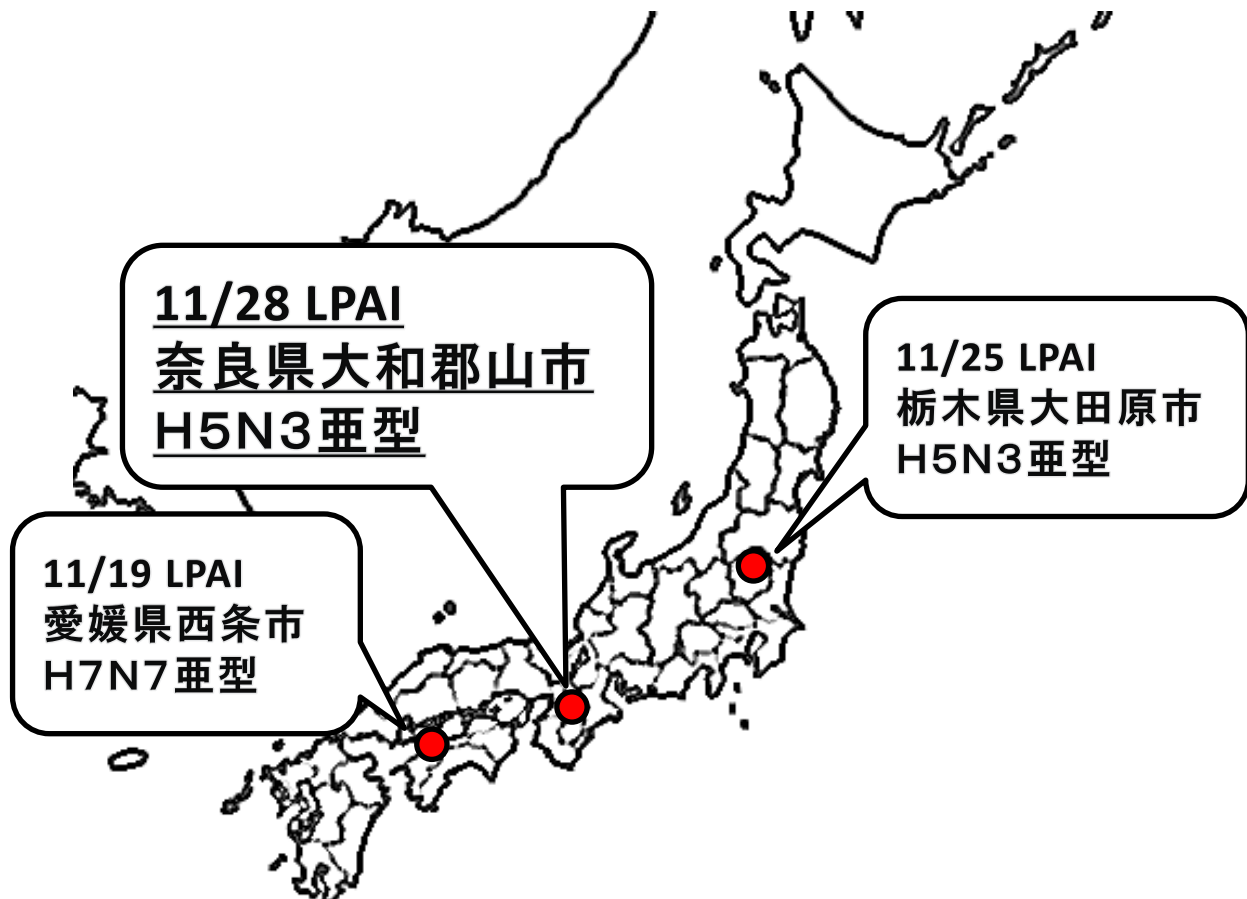 11/28 LPAI
奈良県大和郡山市
H5N3亜型
11/25 LPAI
栃木県大田原市
H5N3亜型
11/19 LPAI
愛媛県西条市
H7N7亜型